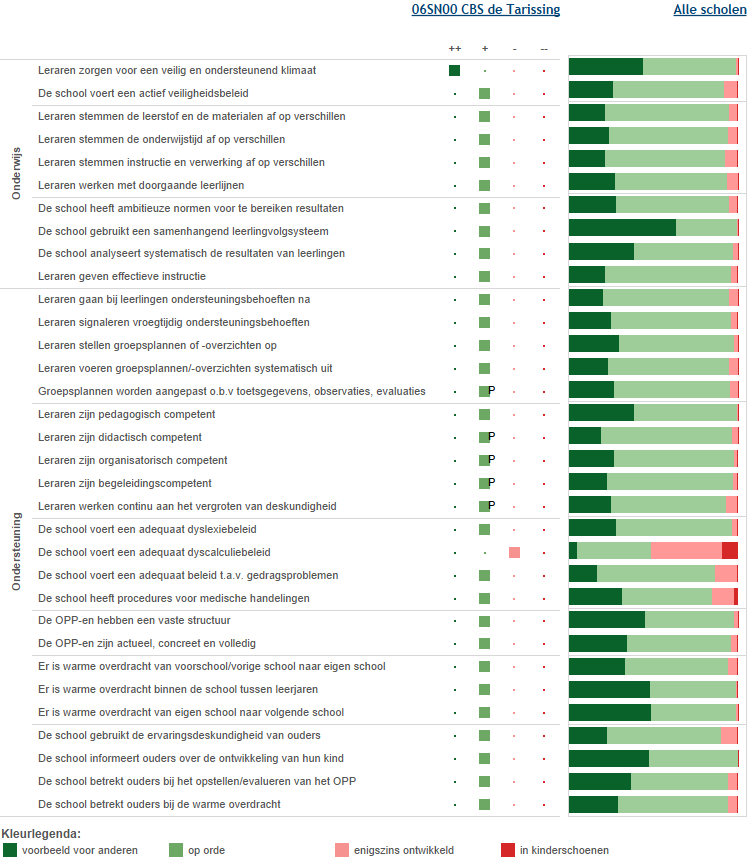 06SN00 CBS de Tarissing Alle scholen
++ + - --
Onderwijs
Leraren zorgen voor een veilig en ondersteunend klimaat
De school voert een actief veiligheidsbeleid
Leraren stemmen de leerstof en de materialen af op verschillen
Leraren stemmen de onderwijstijd af op verschillen
Leraren stemmen instructie en verwerking af op verschillen
Leraren werken met doorgaande leerlijnen
De school heeft ambitieuze normen voor te bereiken resultaten
De school gebruikt een samenhangend leerlingvolgsysteem
De school analyseert systematisch de resultaten van leerlingen
Leraren geven effectieve instructie
Ondersteuning
Leraren gaan bij leerlingen ondersteuningsbehoeften na
Leraren signaleren vroegtijdig ondersteuningsbehoeften
Leraren stellen groepsplannen of -overzichten op
Leraren voeren groepsplannen/-overzichten systematisch uit
Groepsplannen worden aangepast o.b.v toetsgegevens, observaties, evaluaties P
Leraren zijn pedagogisch competent
Leraren zijn didactisch competent P
Leraren zijn organisatorisch competent P
Leraren zijn begeleidingscompetent P
Leraren werken continu aan het vergroten van deskundigheid P
De school voert een adequaat dyslexiebeleid
De school voert een adequaat dyscalculiebeleid
De school voert een adequaat beleid t.a.v. gedragsproblemen
De school heeft procedures voor medische handelingen
De OPP-en hebben een vaste structuur
De OPP-en zijn actueel, concreet en volledig
Er is warme overdracht van voorschool/vorige school naar eigen school
Er is warme overdracht binnen de school tussen leerjaren
Er is warme overdracht van eigen school naar volgende school
De school gebruikt de ervaringsdeskundigheid van ouders
De school informeert ouders over de ontwikkeling van hun kind
De school betrekt ouders bij het opstellen/evalueren van het OPP
De school betrekt ouders bij de warme overdracht
Kleurlegenda:
voorbeeld voor anderen op orde enigszins ontwikkeld in kinderschoenen